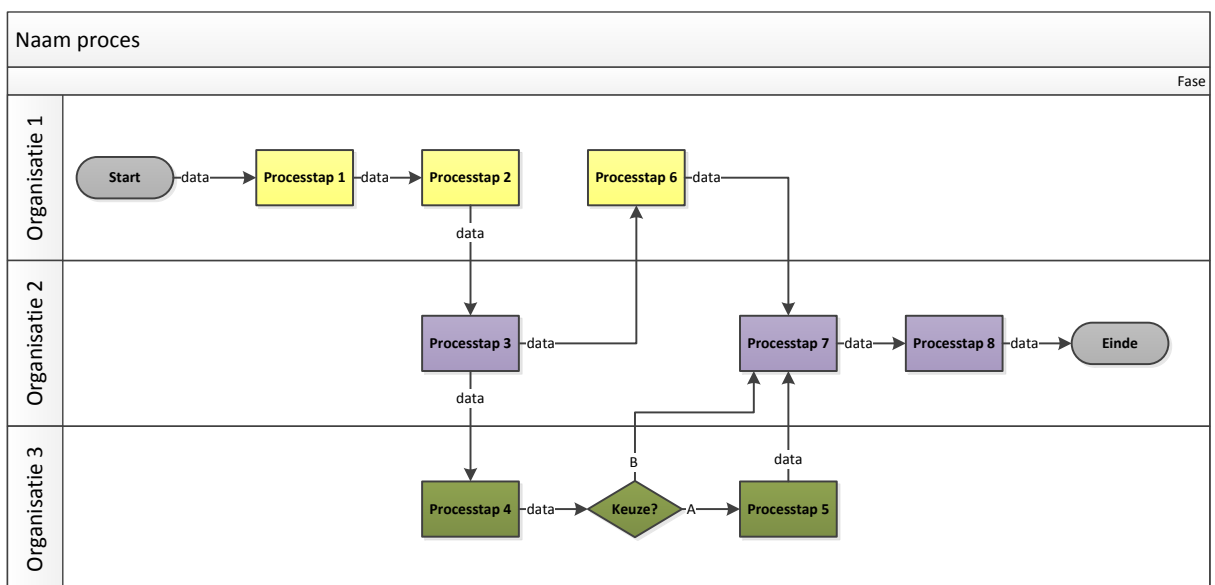 Naam proces
Fase
Organisatie 1
Start
data
Processtap 1
data
Processtap 2
Processtap 6
data
data
Organisatie 2
Processtap 3
data
Processtap 7
data
Processtap 8
data
Einde
data
Organisatie 3
B
data
Processtap 4
data
Keuze?
A
Processtap 5